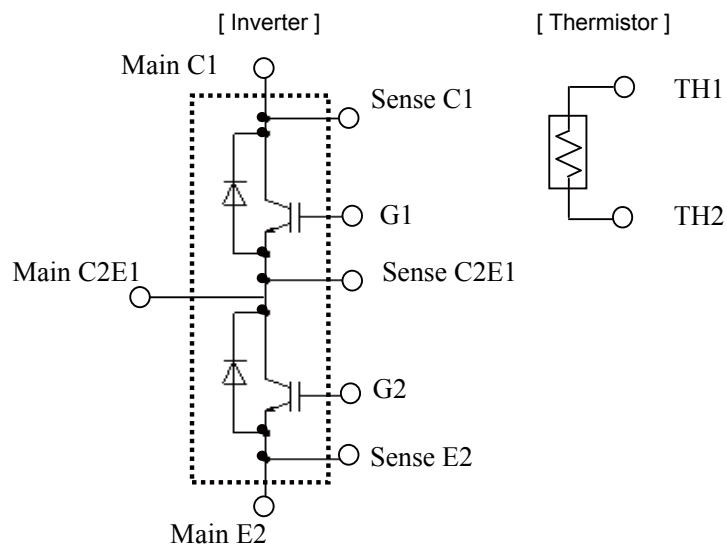 [ Inverter ]
[ Thermistor ]
Main C1
Sense C1
TH1
G1
TH2
Main C2E1
Sense C2E1
G2
Sense E2
Main E2